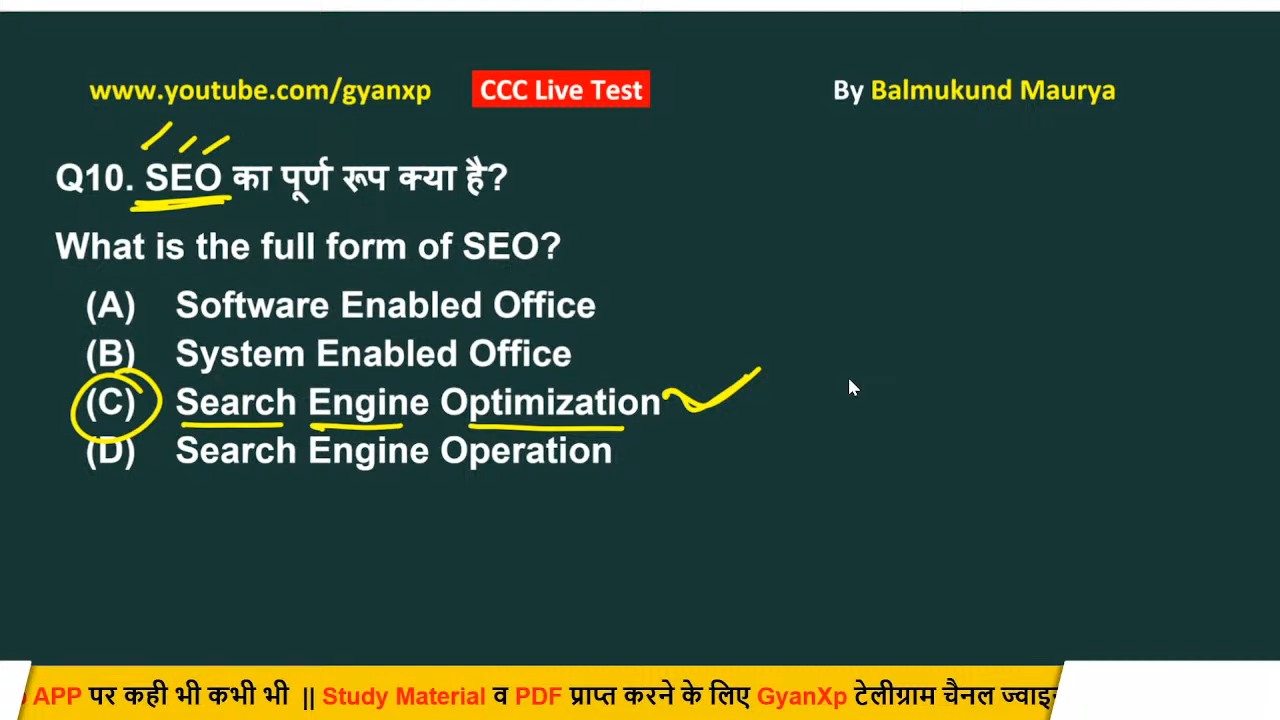 www.youtube.com/gyanxp CCC Live Test By Balmukund Maurya
Q10. SEO का पूर्ण रूप क्या है?
What is the full form of SEO?
(A) Software Enabled Office
(B) System Enabled Office
(C) Search Engine Optimization
(D) Search Engine Operation
APP पर कही भी कभी भी || Study Material व PDF प्राप्त करने के लिए GyanXp टेलीग्राम चैनल